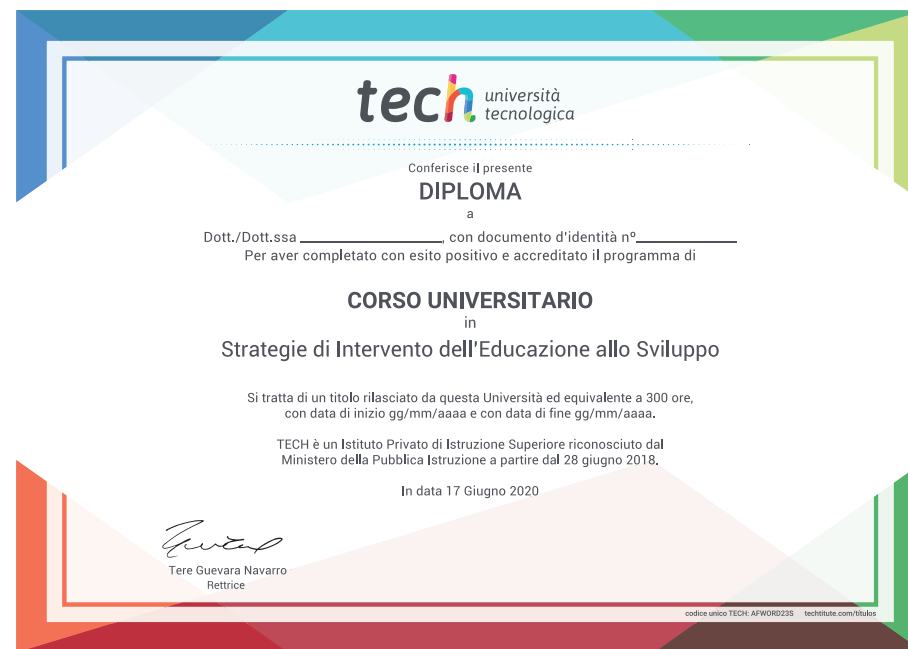 tech università
tecnologica
Conferisce il presente
DIPLOMA
a
Dott./Dott.ssa ____________________, con documento d'identità nº______________
Per aver completato con esito positivo e accreditato il programma di
CORSO UNIVERSITARIO
in
Strategie di Intervento dell'Educazione allo Sviluppo
Si tratta di un titolo rilasciato da questa Università ed equivalente a 300 ore,
con data di inizio gg/mm/aaaa e con data di fine gg/mm/aaaa.
TECH è un Istituto Privato di Istruzione Superiore riconosciuto dal
Ministero della Pubblica Istruzione a partire dal 28 giugno 2018.
In data 17 Giugno 2020
Tere Guevara Navarro
Rettrice
codice unico TECH: AFWORD23S techtitute.com/titulos